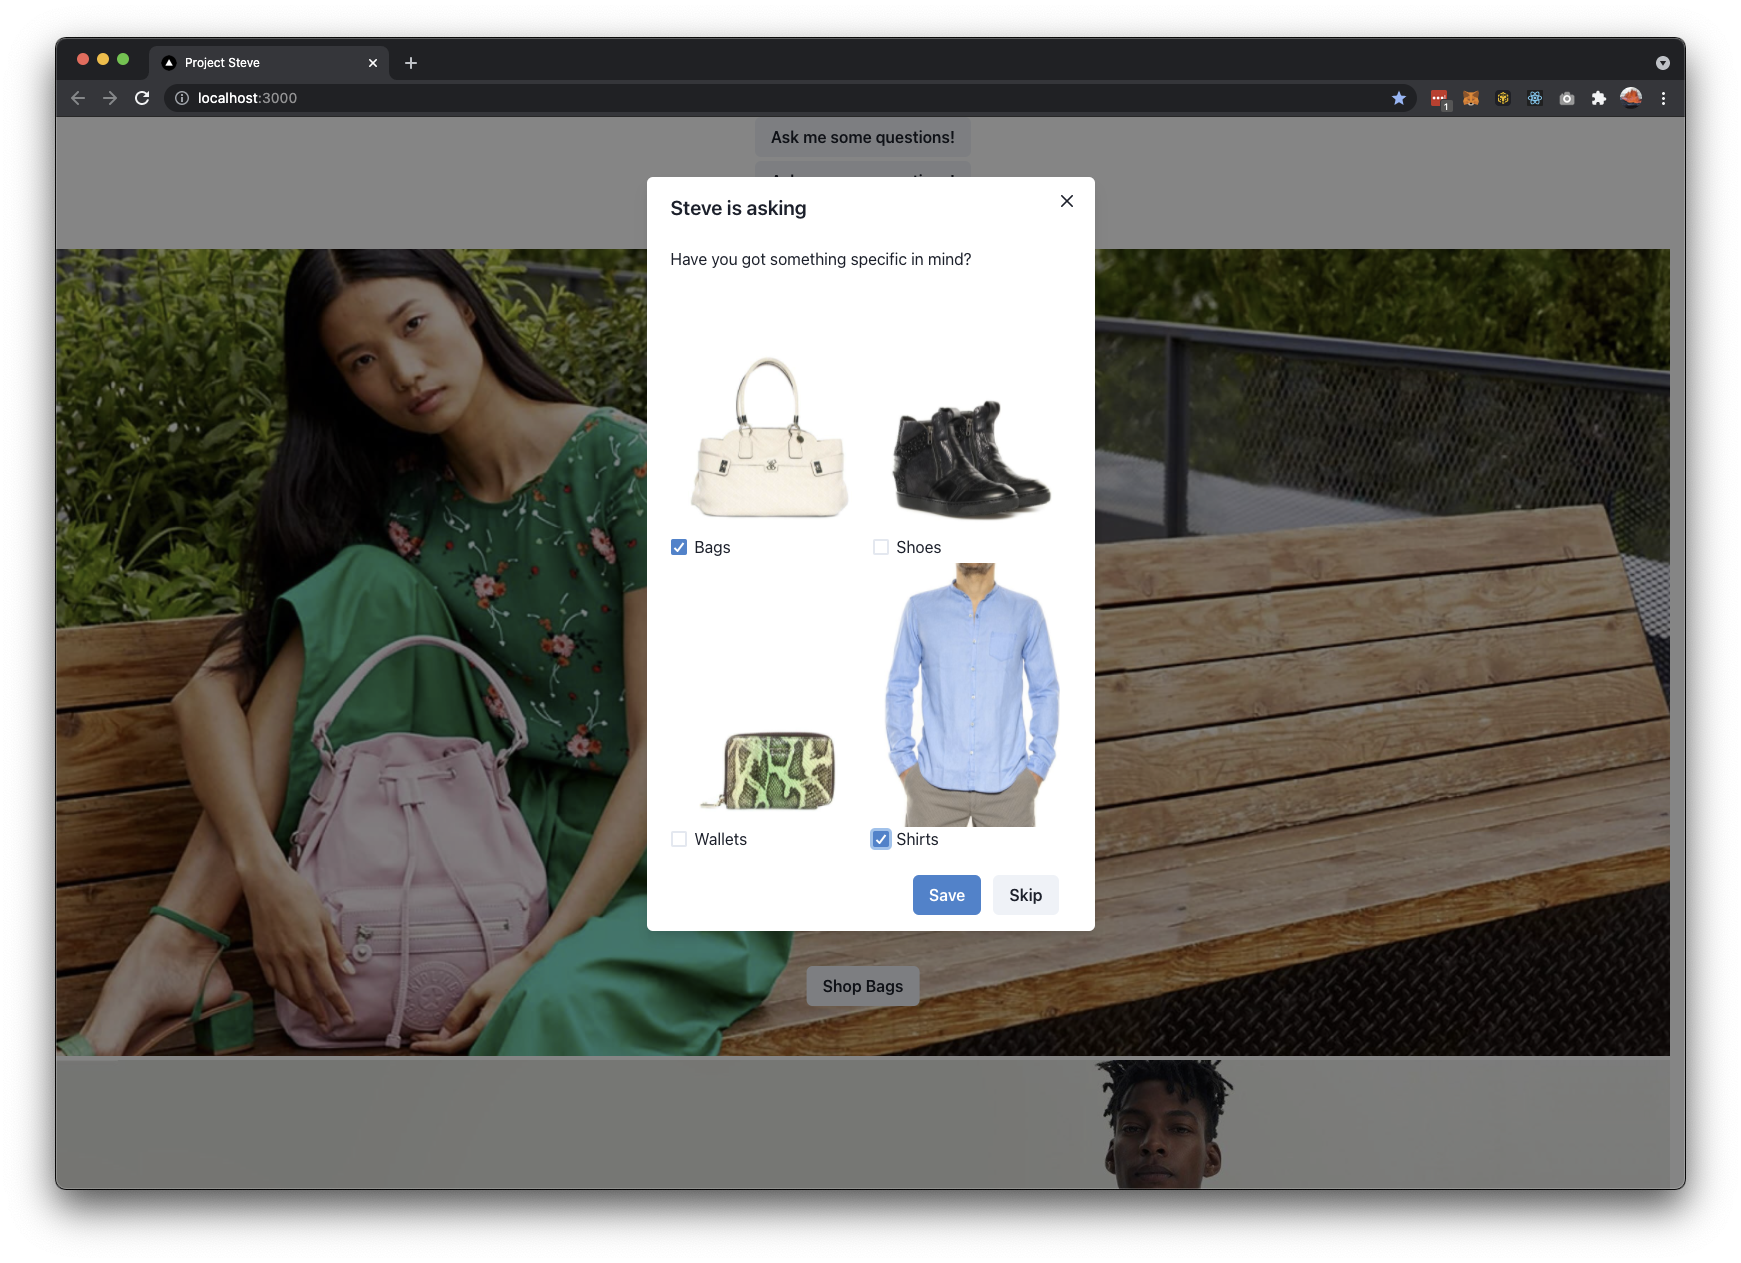 Project Steve
localhost:3000
1
Ask me some questions!
Steve is asking
Have you got something specific in mind?
Bags
Shoes
Wallets
Shirts
Save
Skip
Shop Bags